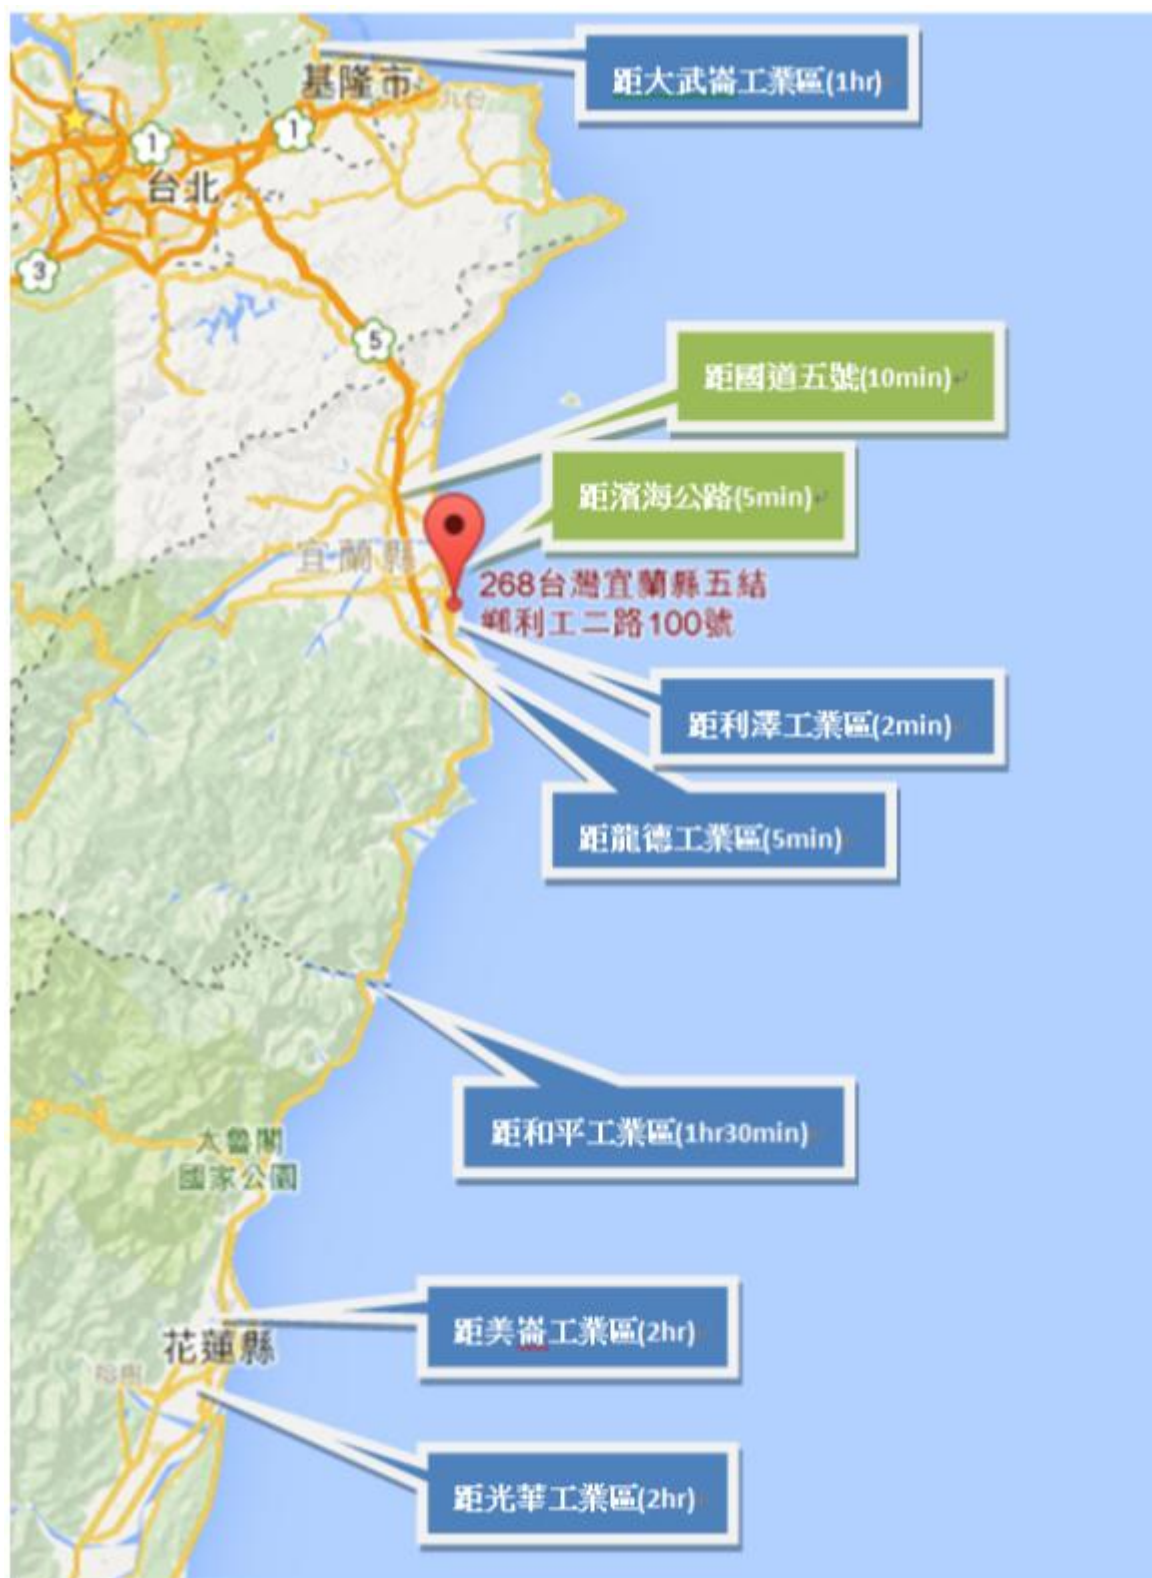 距大武崙工業區(1hr)
基隆市
1
1
台北
3
5
距國道五號(10min)
距濱海公路(5min)
宜蘭縣
268台灣宜蘭縣五結
鄉利工二路100號
距利澤工業區(2min)
距龍德工業區(5min)
距和平工業區(1hr30min)
太魯閣
國家公園
距美崙工業區(2hr)
花蓮縣
距光華工業區(2hr)